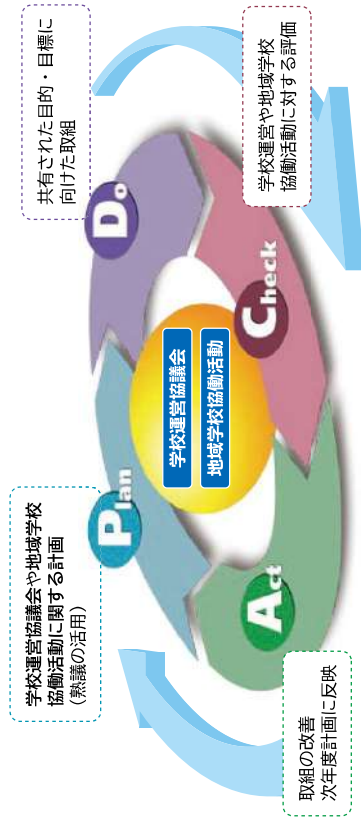 学校運営協議会や地域学校
協働活動に関する計画
（熟議の活用）
Plan
共有された目的・目標に
向けた取組
Do
学校運営協議会
地域学校協働活動
Act
Check
取組の改善
次年度計画に反映
学校運営や地域学校
協働活動に対する評価